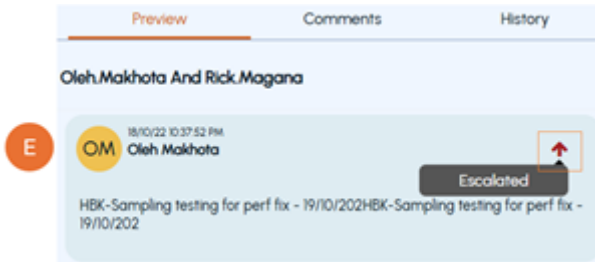 Preview Comments History
Oleh.Makhota And Rick.Magana
E
OM
18/10/22 10:37:52 PM
Oleh Makhota
Escalated
HBK-Sampling testing for perf fix - 19/10/202HBK-Sampling testing for perf fix -
19/10/202